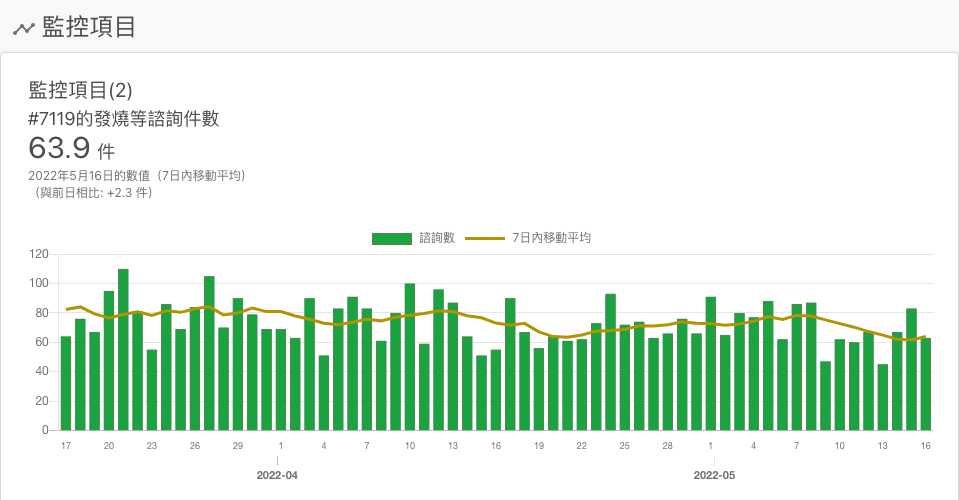 監控項目
監控項目(2)
#7119的發燒等諮詢件數
63.9 件
2022年5月16日的數值（7日內移動平均）
（與前日相比: +2.3 件）
諮詢數 7日內移動平均
120
100
80
60
40
20
0
17 20 23 26 29 1 4 7 10 13 16 19 22 25 28 1 4 7 10 13 16
2022-04 2022-05